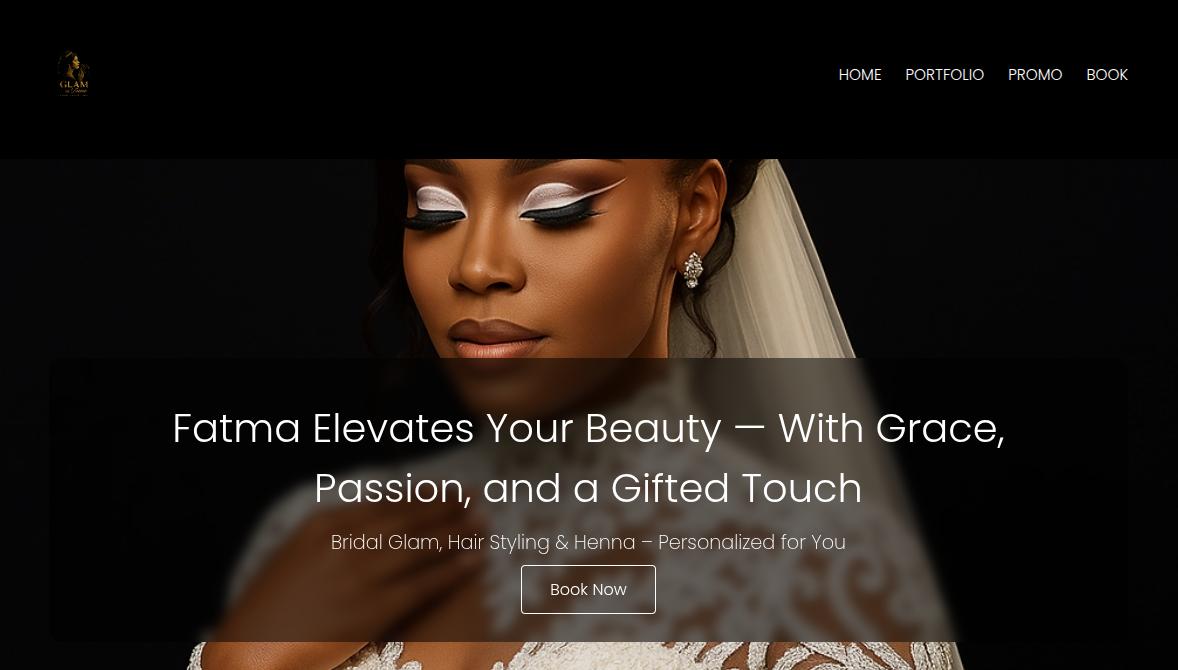 GLAM
HOME PORTFOLIO PROMO BOOK
Fatma Elevates Your Beauty — With Grace,
Passion, and a Gifted Touch
Bridal Glam, Hair Styling & Henna – Personalized for You
Book Now